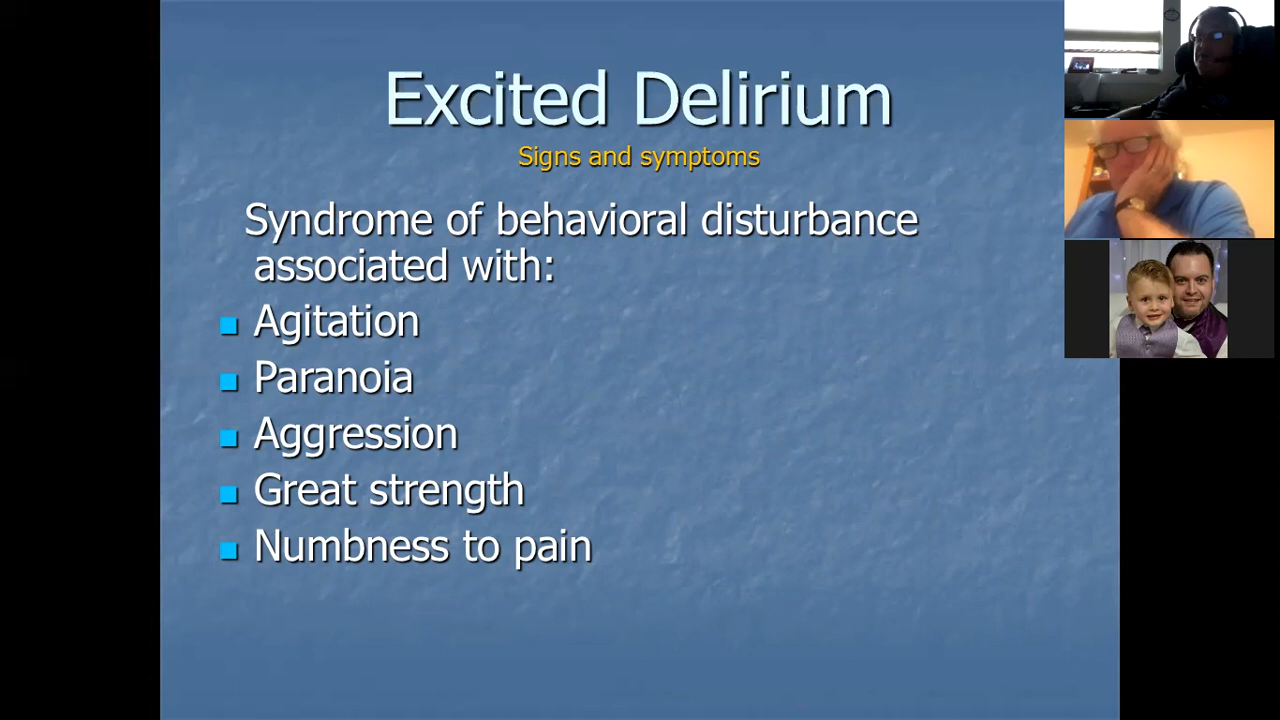 Excited Delirium
Signs and symptoms
Syndrome of behavioral disturbance
associated with:
Agitation
Paranoia
Aggression
Great strength
Numbness to pain